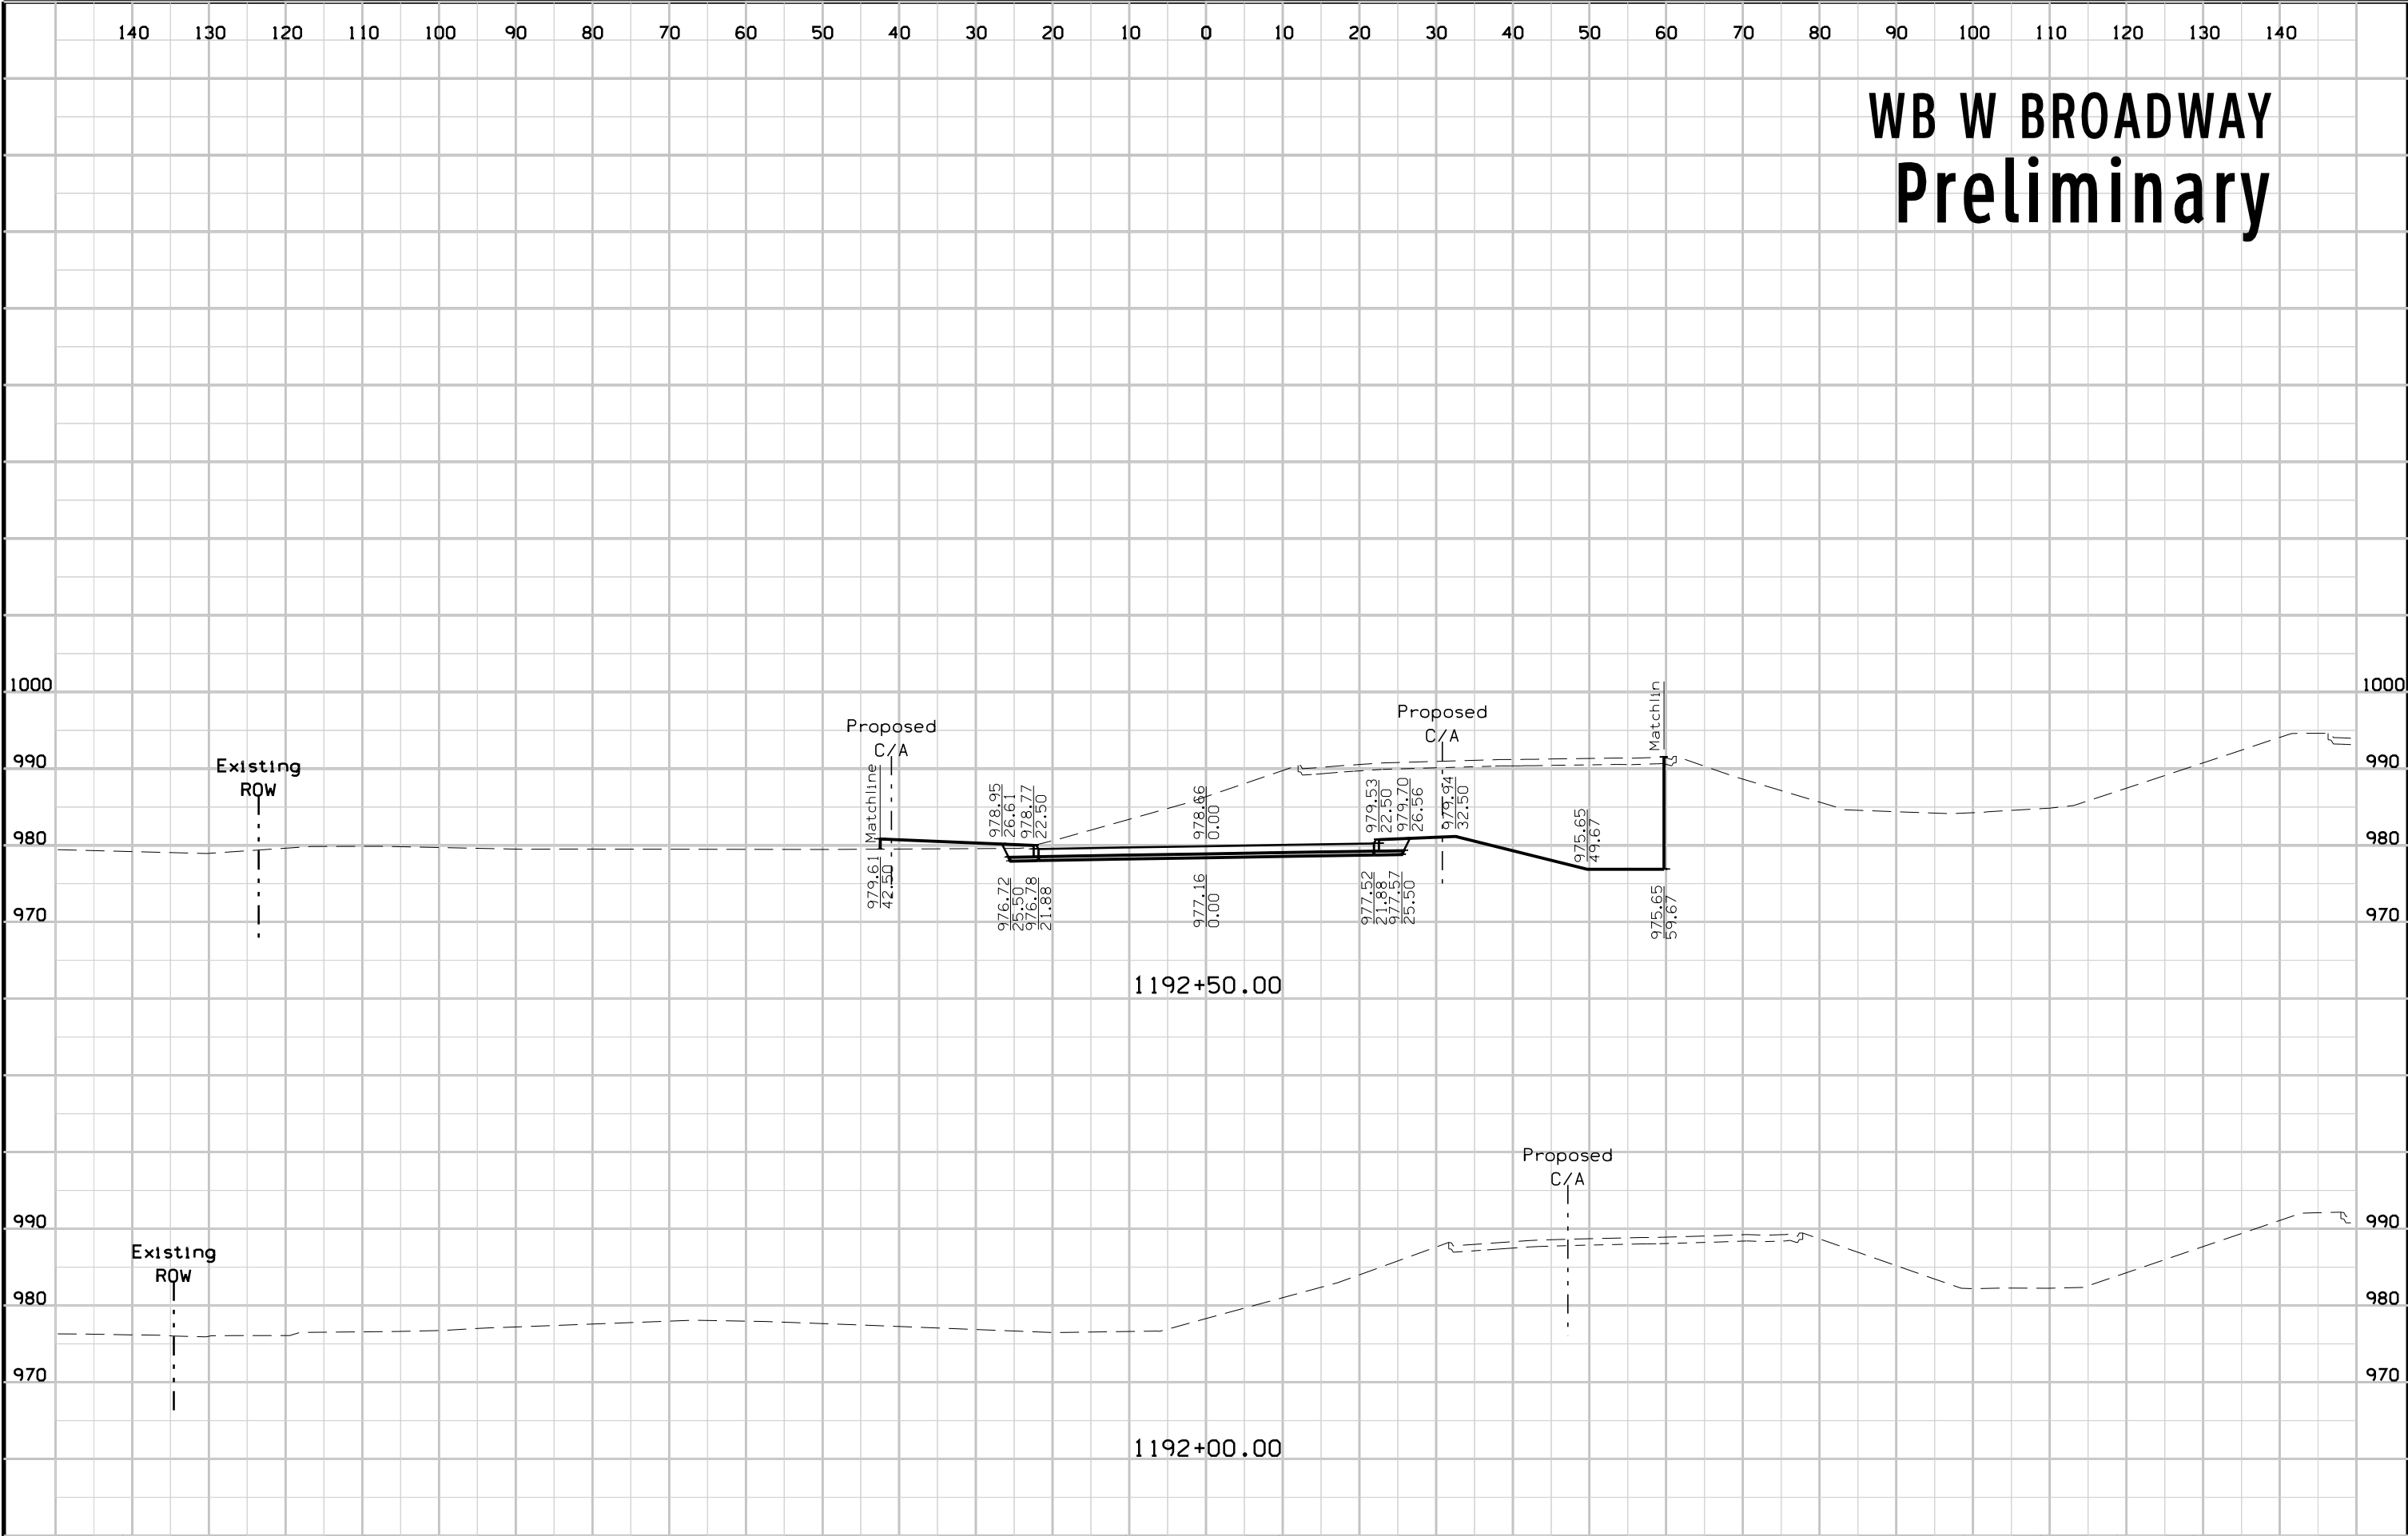 140 130 120 110 100 90 80 70 60 50 40 30 20 10 0 10 20 30 40 50 60 70 80 90 100 110 120 130 140
WB W BROADWAY
Preliminary
1000 1000
Proposed
C/A
Proposed
C/A
Matchlin
Existing
ROW
990 990
Matchline
978.95
26.61
978.77
22.50
978.66
0.00
979.53
22.50
979.70
26.56
979.94
32.50
975.65
49.67
980 980
979.61
42.50
976.72
25.50
976.78
21.88
977.16
0.00
977.52
21.88
977.57
25.50
975.65
59.67
970 970
1192+50.00
Proposed
C/A
990 990
Existing
ROW
980 980
970 970
1192+00.00